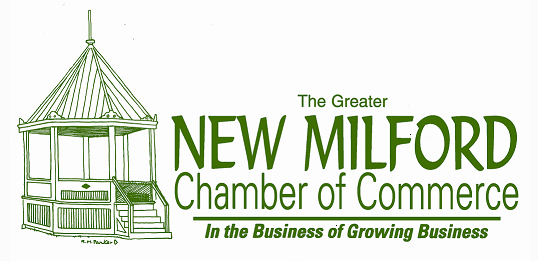 The Greater
NEW MILFORD
Chamber of Commerce
In the Business of Growing Business